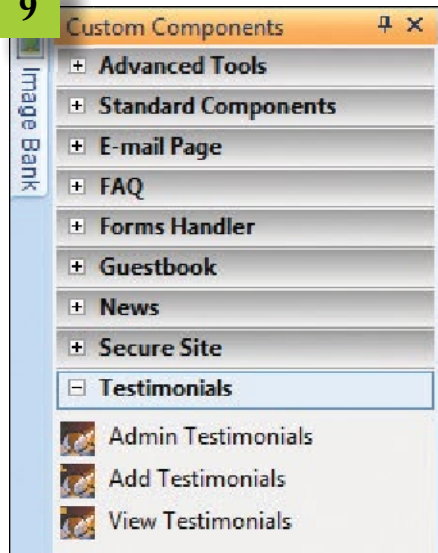 9
Custom Components
Image Bank
Advanced Tools
Standard Components
E-mail Page
FAQ
Forms Handler
Guestbook
News
Secure Site
Testimonials
Admin Testimonials
Add Testimonials
View Testimonials